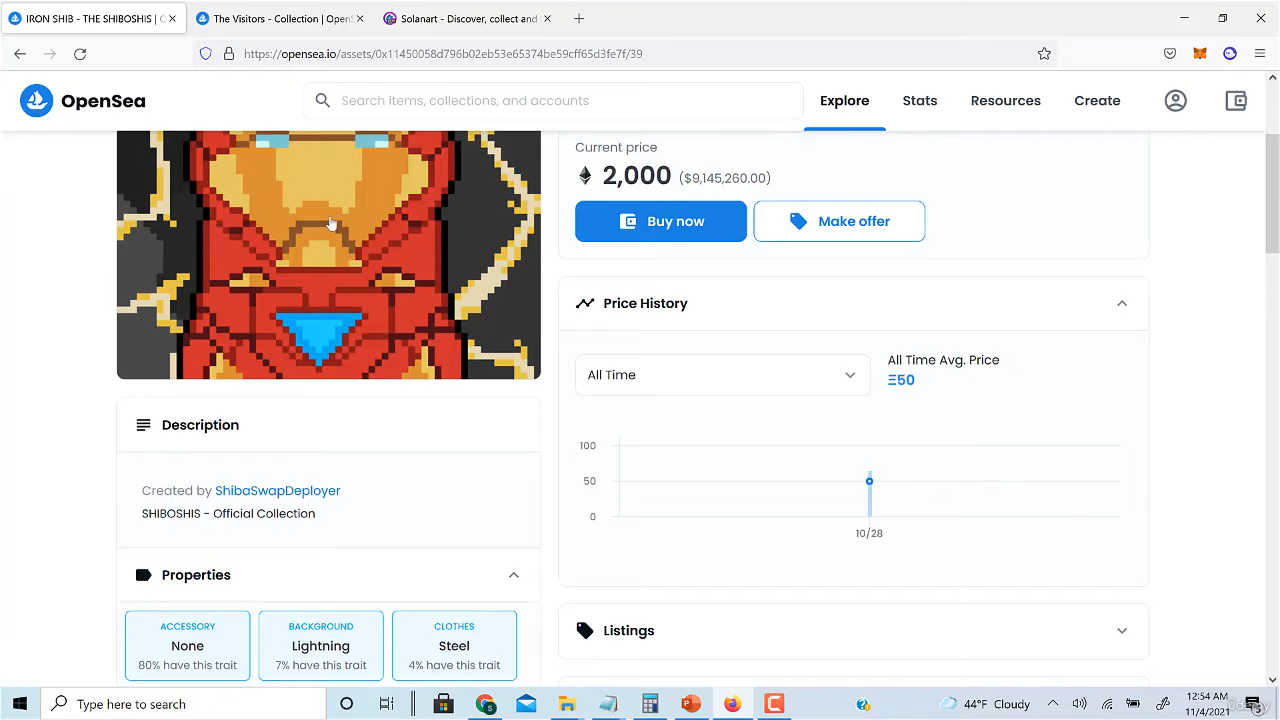 IRON SHIB - THE SHIBOSHIS | O
The Visitors - Collection | OpenS
Solanart - Discover, collect and
https://opensea.io/assets/0x11450058d796b02eb53e65374be59cff65d3fe7f/39
OpenSea
Search items, collections, and accounts
Explore
Stats
Resources
Create
Current price
2,000 ($9,145,260.00)
Buy now
Make offer
Price History
All Time
All Time Avg. Price
Ξ50
100
50
0
10/28
Description
Created by ShibaSwapDeployer
SHIBOSHIS - Official Collection
Properties
ACCESSORY
None
80% have this trait
BACKGROUND
Lightning
7% have this trait
CLOTHES
Steel
4% have this trait
Listings
Type here to search
44°F Cloudy
12:54 AM
11/4/2021